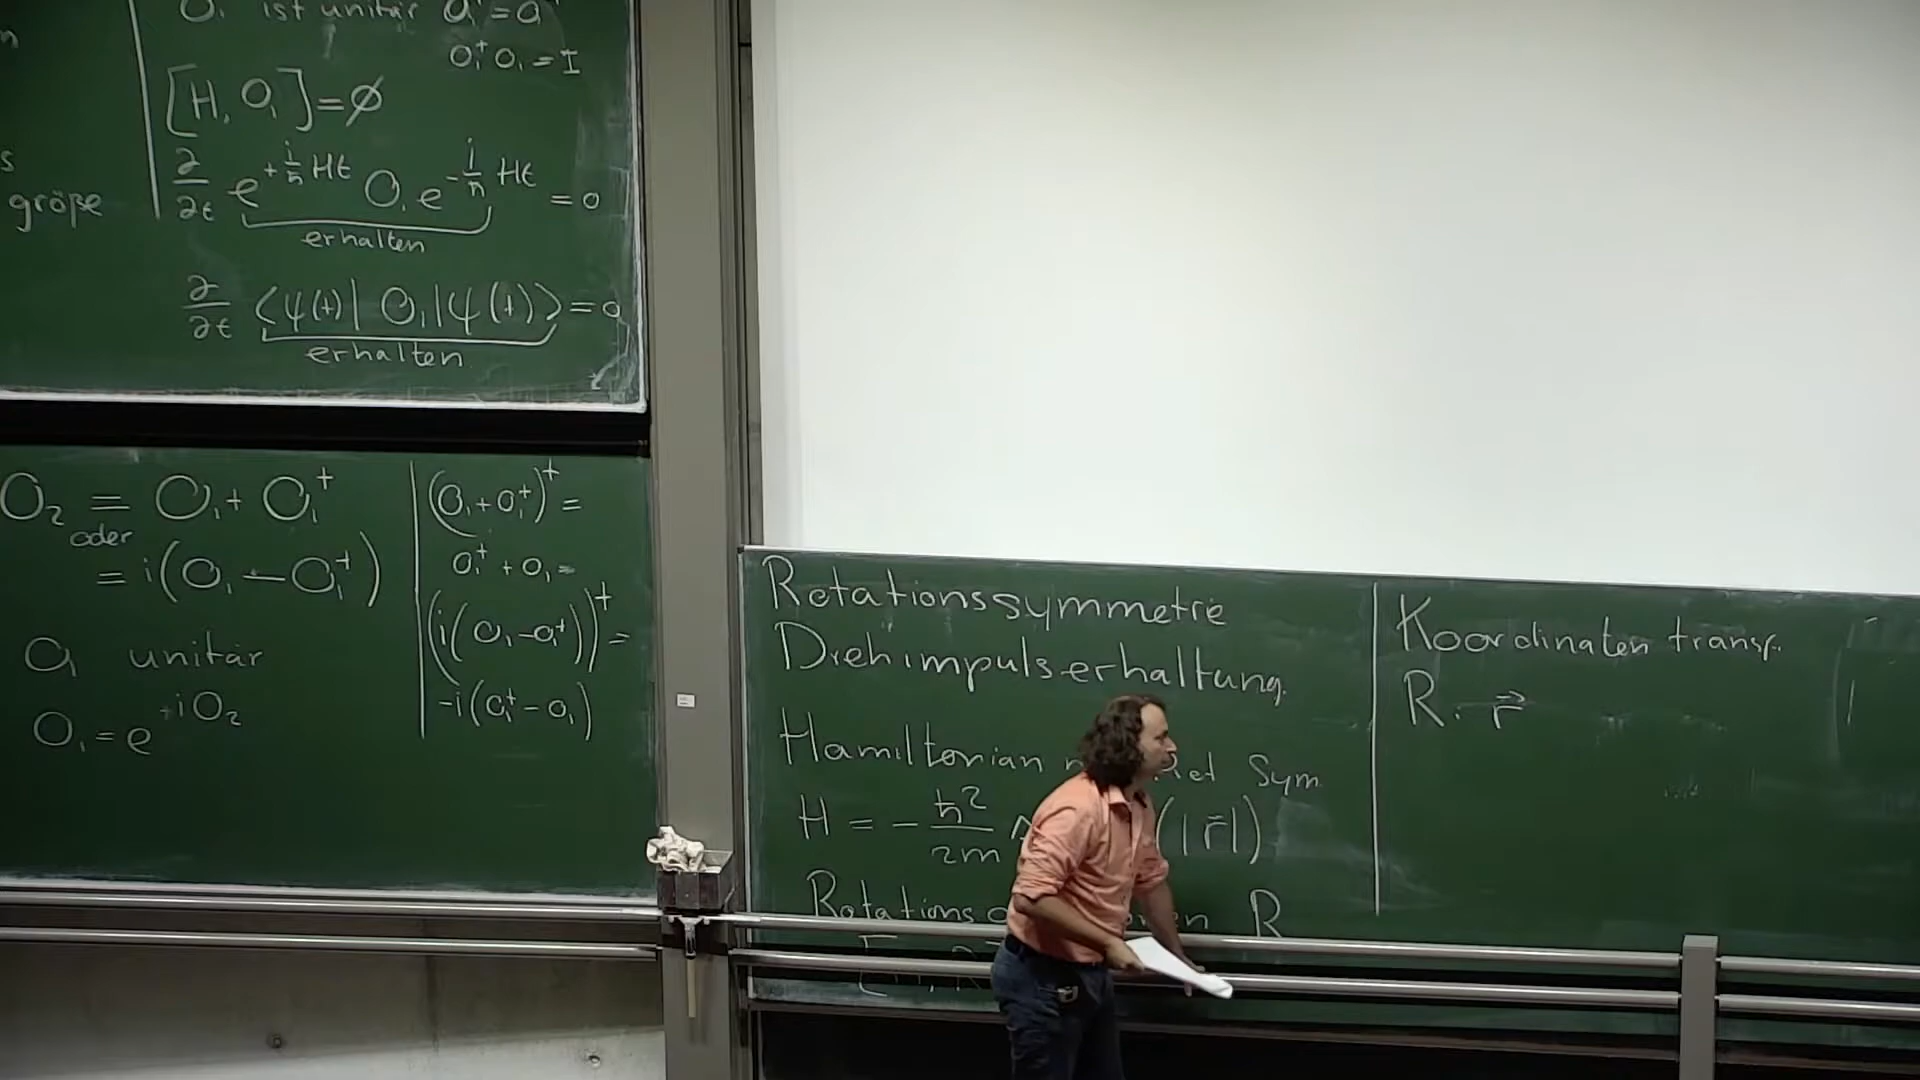 O₁ ist unitär
O₁⁺ O₁ = I
[H, O₁] = ∅
∂/∂t e^{+i/ħ Ht} O₁ e^{-i/ħ Ht} = 0
erhalten
größe
∂/∂t ⟨ψ(t)| O₁ |ψ(t)⟩ = 0
erhalten
O₂ = O₁ + O₁⁺
oder
= i(O₁ − O₁⁺)
O₁ unitär
O₁ = e^{+iO₂}
(O₁ + O₁⁺)⁺ =
O₁⁺ + O₁ =
(i(O₁ − O₁⁺))⁺ =
-i(O₁⁺ − O₁)
Rotationssymmetrie
Drehimpulserhaltung.
Hamiltonian Rot Sym
H = − ħ²/2m (|r⃗|)
R
Koordinaten transf.
R · r⃗